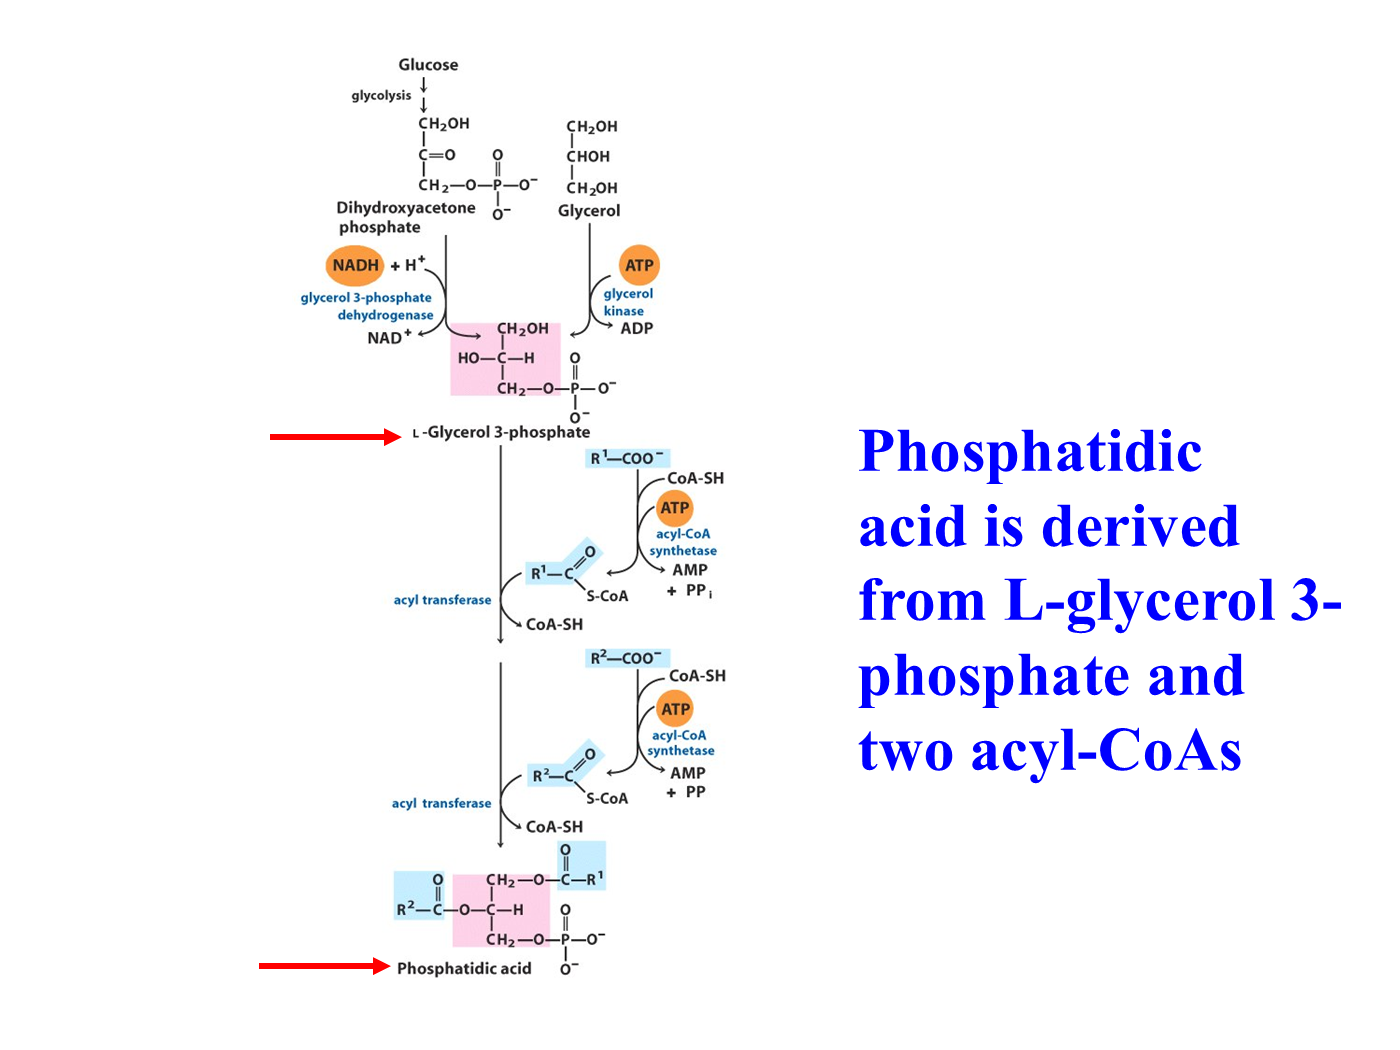 Glucose
glycolysis
CH₂OH
C=O
CH₂—O—P—O⁻
O
O⁻
Dihydroxyacetone
phosphate
CH₂OH
CHOH
CH₂OH
Glycerol
NADH + H⁺
glycerol 3-phosphate
dehydrogenase
NAD⁺
ATP
glycerol
kinase
ADP
CH₂OH
HO—C—H
O
CH₂—O—P—O⁻
O⁻
L -Glycerol 3-phosphate
R¹—COO⁻
CoA-SH
ATP
acyl-CoA
synthetase
AMP
+ PPᵢ
O
R¹—C
S-CoA
acyl transferase
CoA-SH
R²—COO⁻
CoA-SH
ATP
acyl-CoA
synthetase
AMP
+ PP
O
R²—C
S-CoA
acyl transferase
CoA-SH
O
O
CH₂—O—C—R¹
R²—C—O—C—H
O
CH₂—O—P—O⁻
O⁻
Phosphatidic acid
Phosphatidic
acid is derived
from L-glycerol 3-
phosphate and
two acyl-CoAs